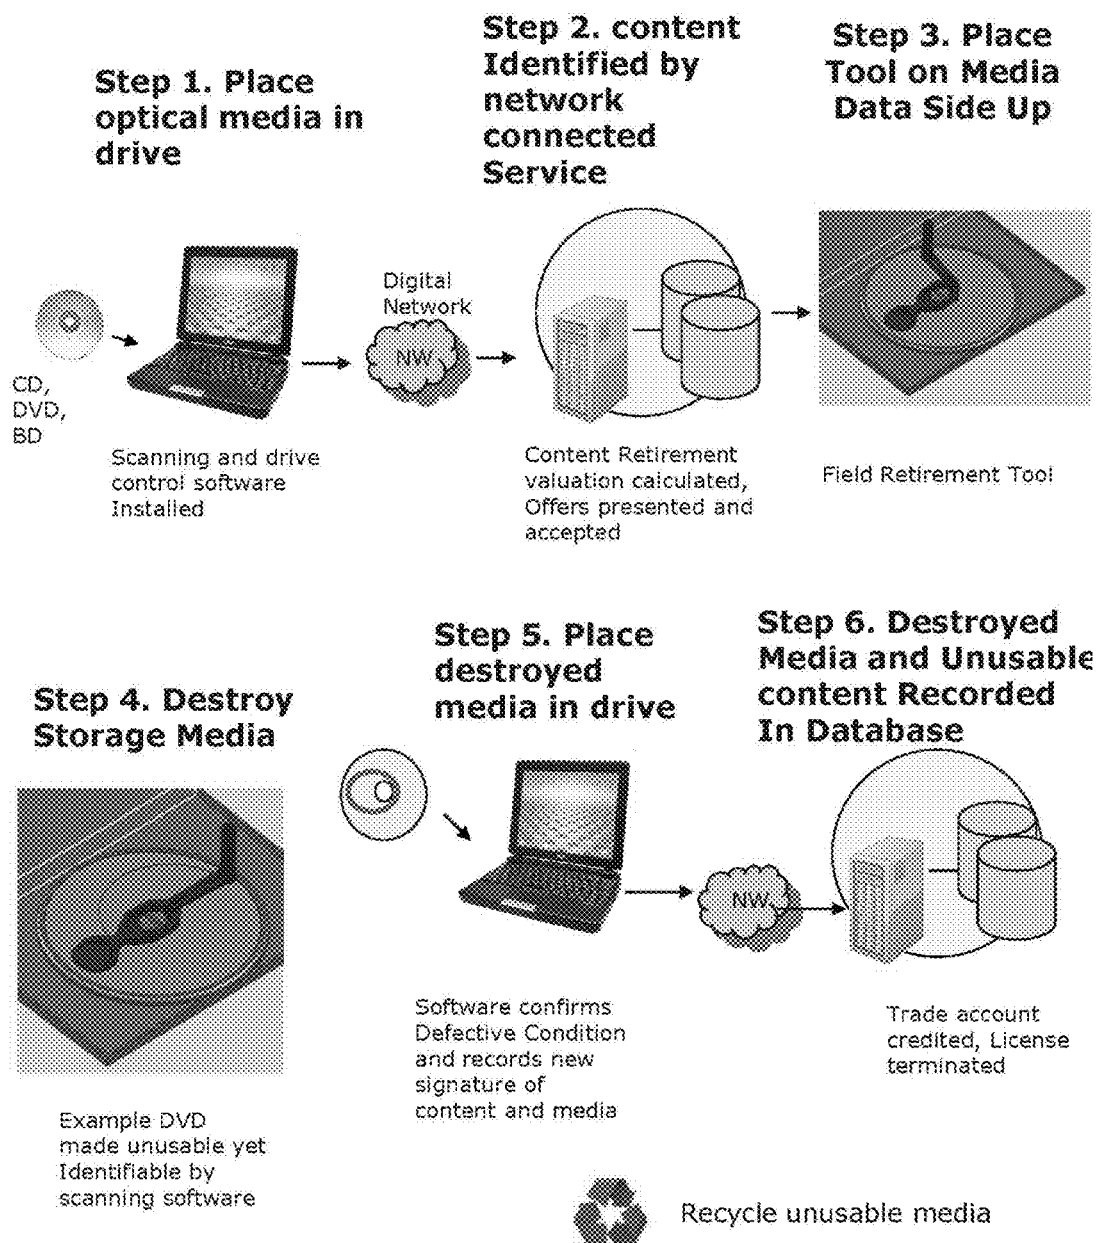 Step 1. Place
optical media in
drive
Step 2. content
Identified by
network
connected
Service
Step 3. Place
Tool on Media
Data Side Up
CD,
DVD,
BD
Digital
Network
NW
Scanning and drive
control software
Installed
Content Retirement
valuation calculated,
Offers presented and
accepted
Field Retirement Tool
Step 4. Destroy
Storage Media
Step 5. Place
destroyed
media in drive
Step 6. Destroyed
Media and Unusable
content Recorded
In Database
NW
Example DVD
made unusable yet
Identifiable by
scanning software
Software confirms
Defective Condition
and records new
signature of
content and media
Trade account
credited, License
terminated
Recycle unusable media